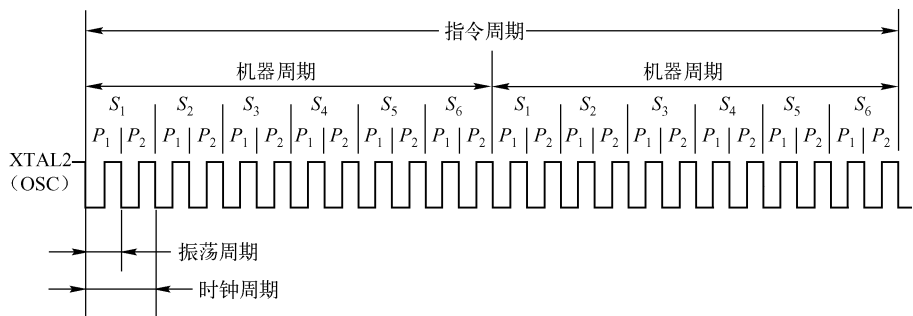 指令周期
机器周期 机器周期
S1 S2 S3 S4 S5 S6 S1 S2 S3 S4 S5 S6
P1 P2 P1 P2 P1 P2 P1 P2 P1 P2 P1 P2 P1 P2 P1 P2 P1 P2 P1 P2 P1 P2 P1 P2
XTAL2
（OSC）
振荡周期
时钟周期